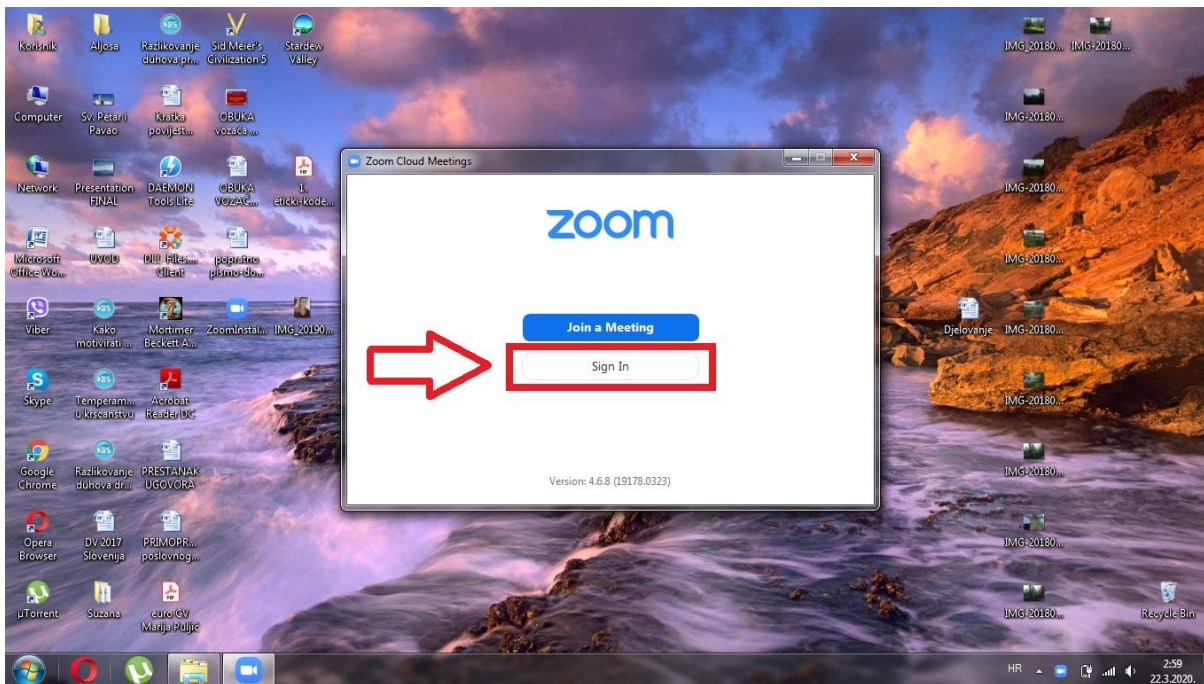 Korisnik
Aljosa
Razlikovanje
duhova pr...
Sid Meier's
Civilization 5
Stardew
Valley
IMG_20180...
IMG-20180...
Computer
Sv. Petar i
Pavao
Kratka
povijest...
OBUKA
vozača ...
IMG-20180...
Network
Presentation
FINAL
DAEMON
Tools Lite
OBUKA
VOZAČ...
1.
eticki-kode...
IMG-20180...
Microsoft
Office Wo...
UVOD
DLL-Files....
Client
popratno
pismo-do...
IMG-20180...
Viber
Kako
motivirati ...
Mortimer
Beckett A...
ZoomInstal...
IMG_20190...
Djelovanje
IMG-20180...
Skype
Temperam...
u krscanstvu
Acrobat
Reader DC
IMG-20180...
Google
Chrome
Razlikovanje
duhova dr...
PRESTANAK
UGOVORA
IMG-20180...
Opera
Browser
DV 2017
Slovenija
PRIMOPR...
poslovnog...
IMG-20180...
µTorrent
Suzana
euro CV
Marija Puljic
IMG-20180...
Recycle Bin
Zoom Cloud Meetings
zoom
Join a Meeting
Sign In
Version: 4.6.8 (19178.0323)
HR
2:59
22.3.2020.